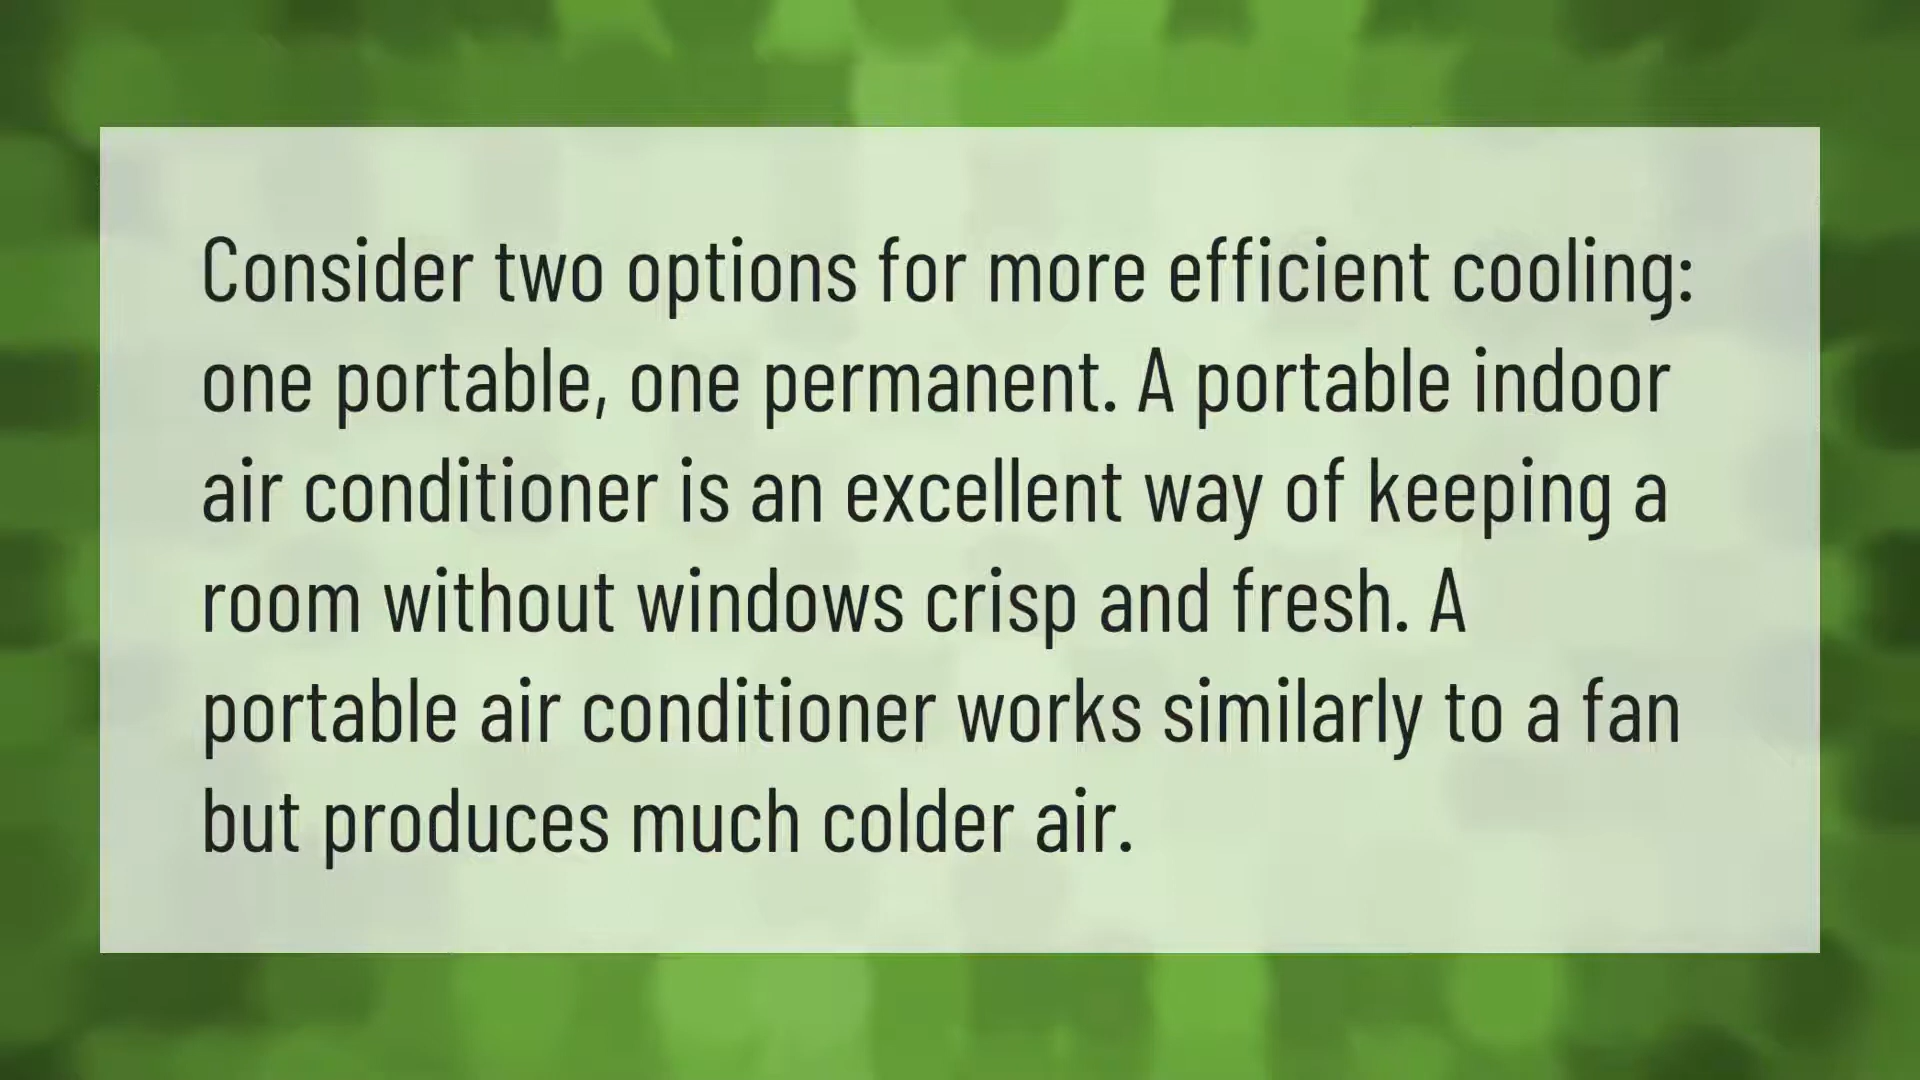 Consider two options for more efficient cooling:
one portable, one permanent. A portable indoor
air conditioner is an excellent way of keeping a
room without windows crisp and fresh. A
portable air conditioner works similarly to a fan
but produces much colder air.